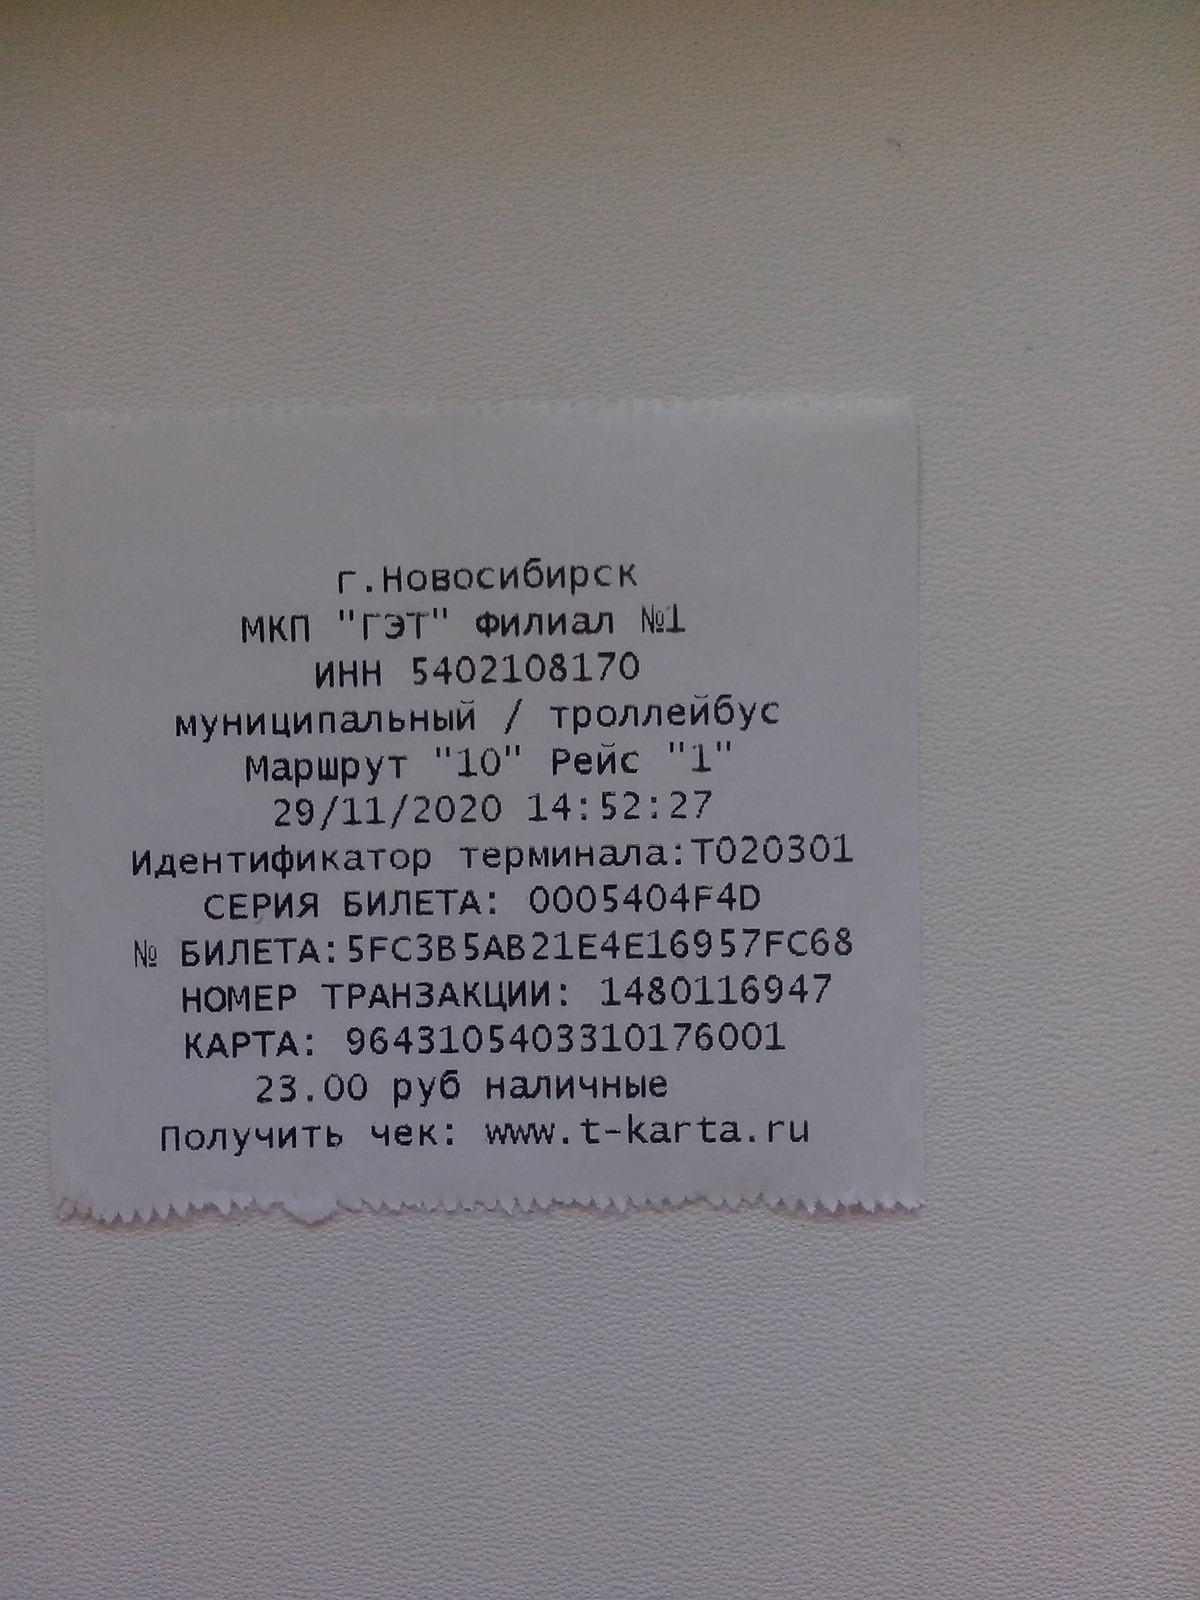 г.Новосибирск
МКП "ГЭТ" Филиал №1
ИНН 5402108170
муниципальный / троллейбус
Маршрут "10" Рейс "1"
29/11/2020 14:52:27
Идентификатор терминала:T020301
СЕРИЯ БИЛЕТА: 0005404F4D
№ БИЛЕТА:5FC3B5AB21E4E16957FC68
НОМЕР ТРАНЗАКЦИИ: 1480116947
КАРТА: 9643105403310176001
23.00 руб наличные
Получить чек: www.t-karta.ru